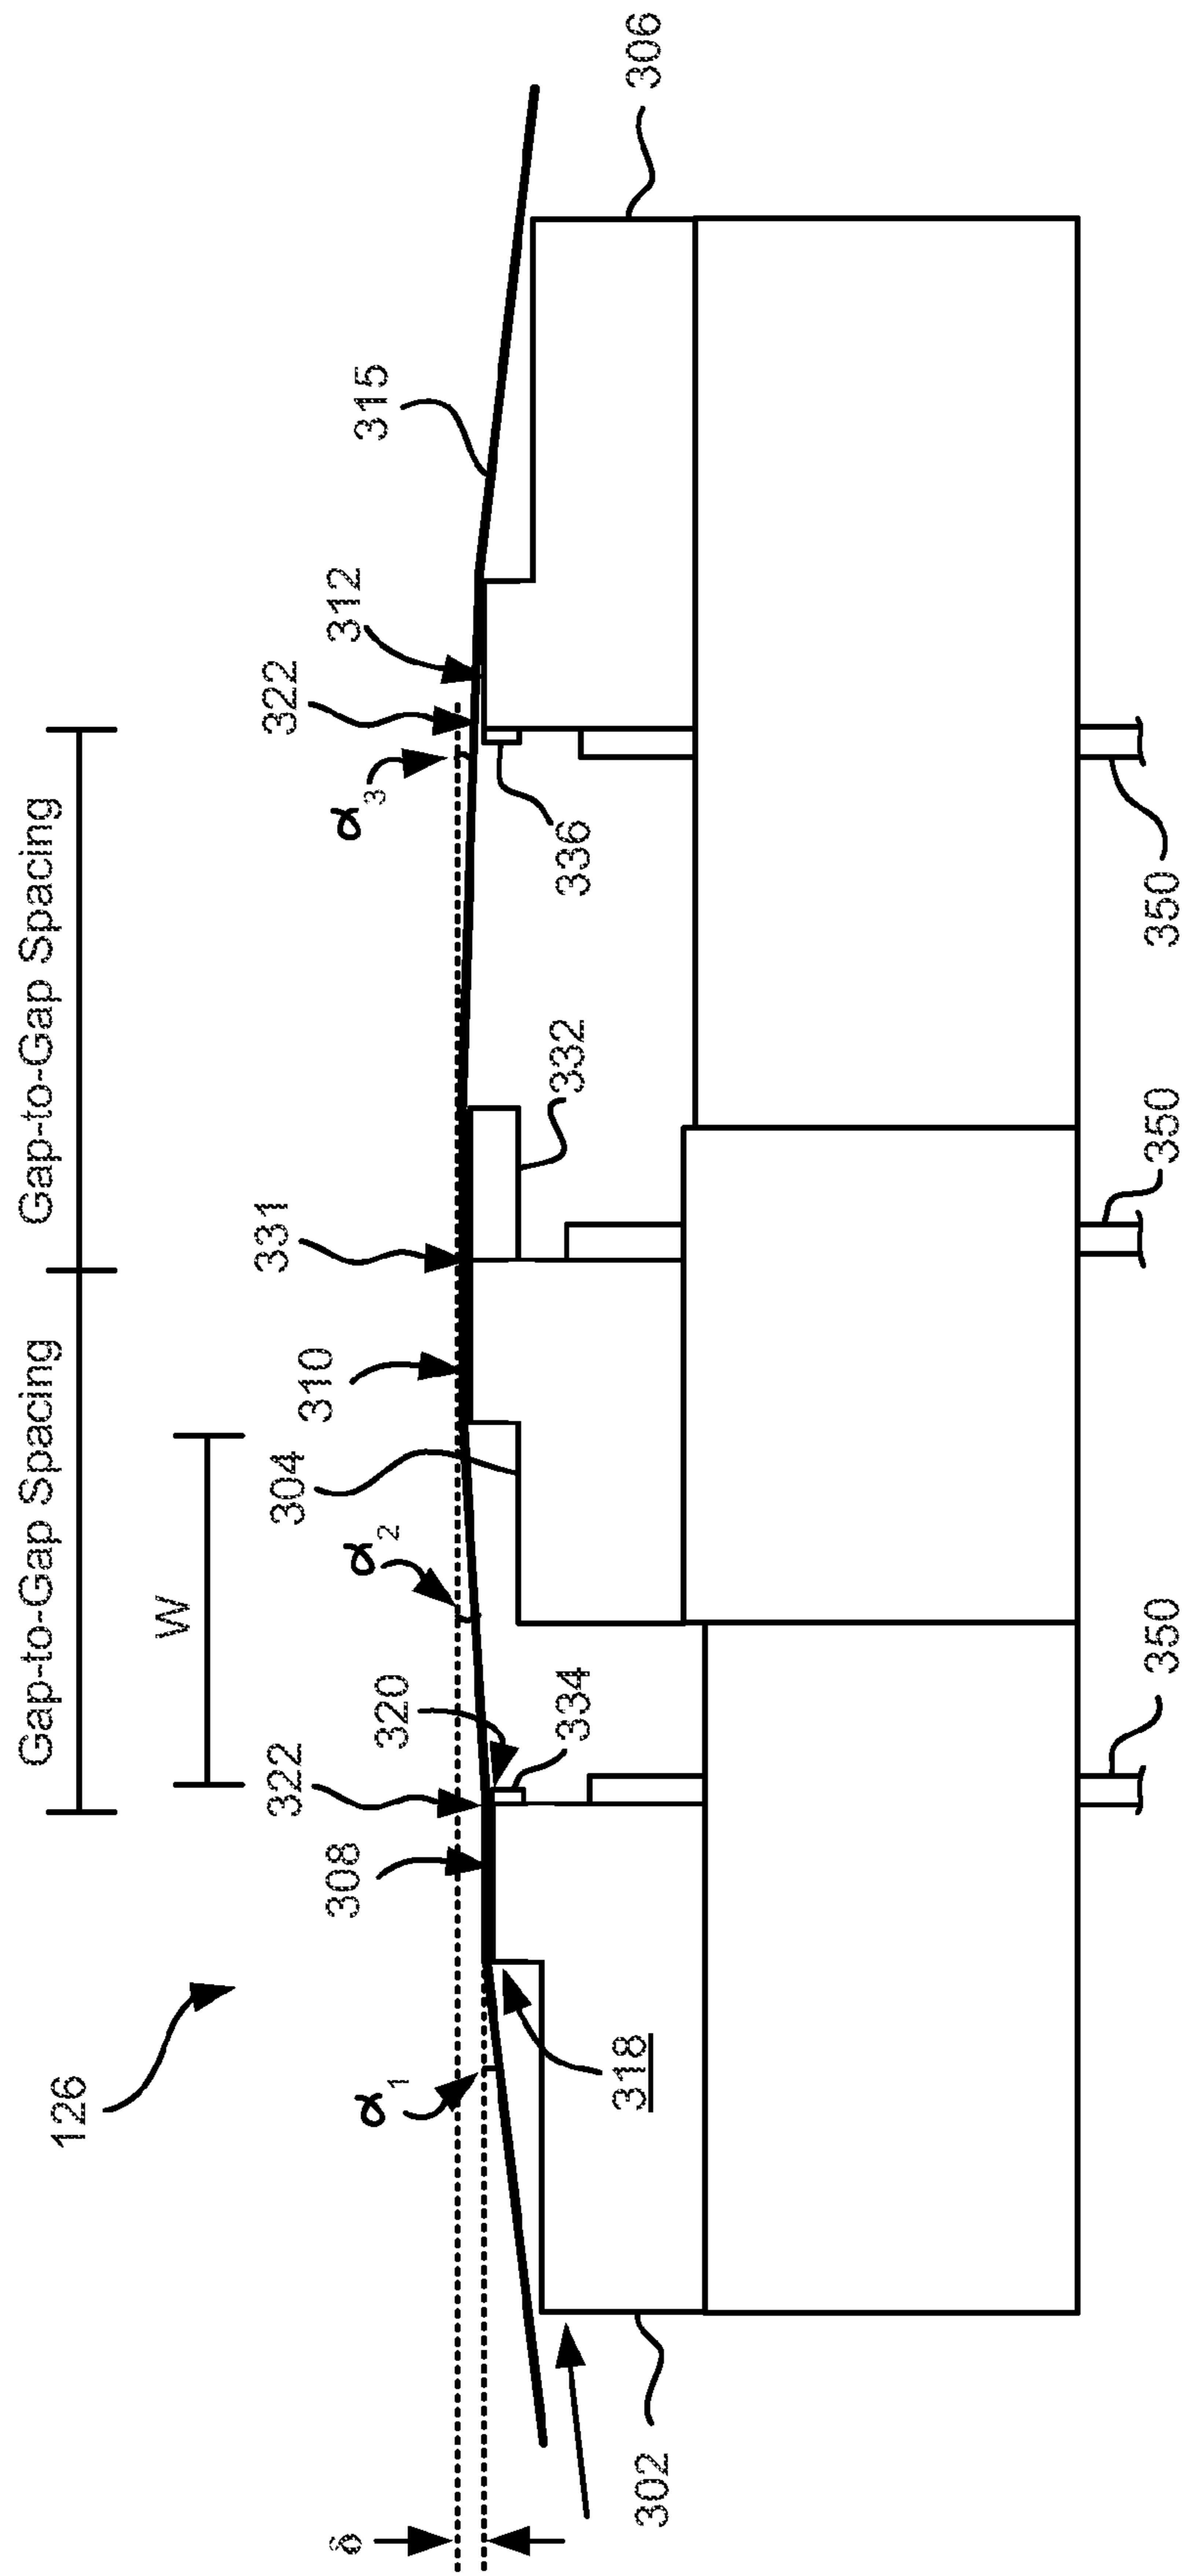 Gap-to-Gap Spacing
Gap-to-Gap Spacing
126
W
322
304
331
322
δ
308
310
α3
312
α1
α2
315
320
334
332
336
318
302
306
350
350
350